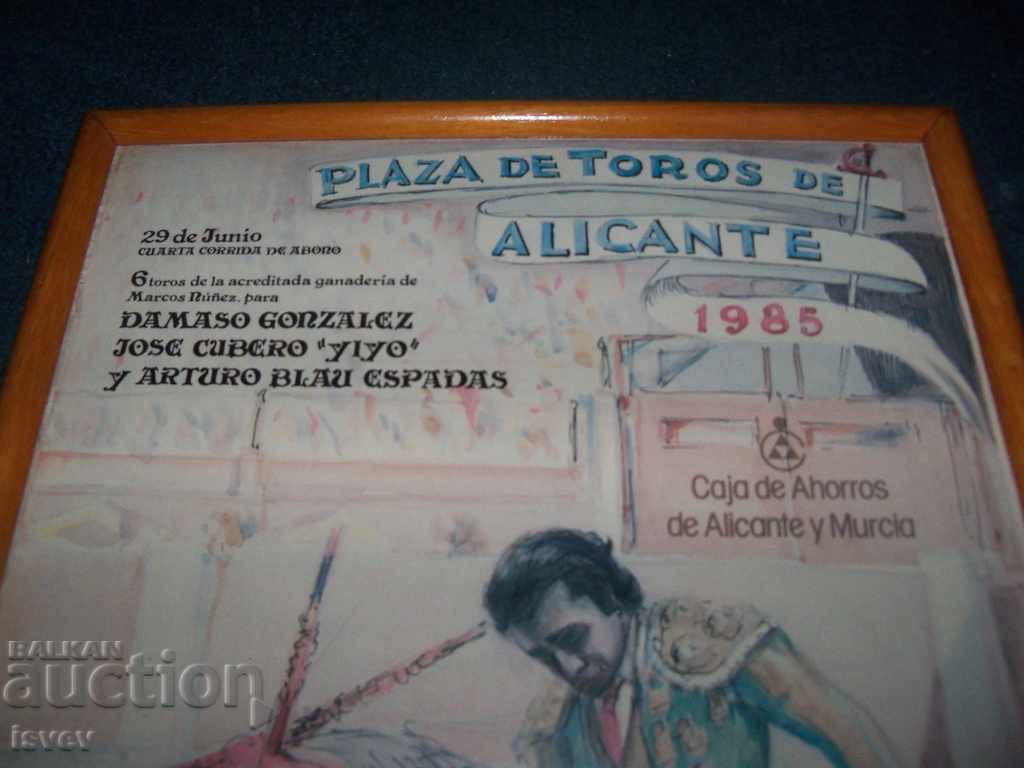 PLAZA DE TOROS DE
ALICANTE
1985
29 de Junio
CUARTA CORRIDA DE ABONO
6 toros de la acreditada ganadería de
Marcos Núñez, para
DAMASO GONZALEZ
JOSE CUBERO "YIYO"
y ARTURO BLAU ESPADAS
Caja de Ahorros
de Alicante y Murcia
BALKAN
auction
isvev